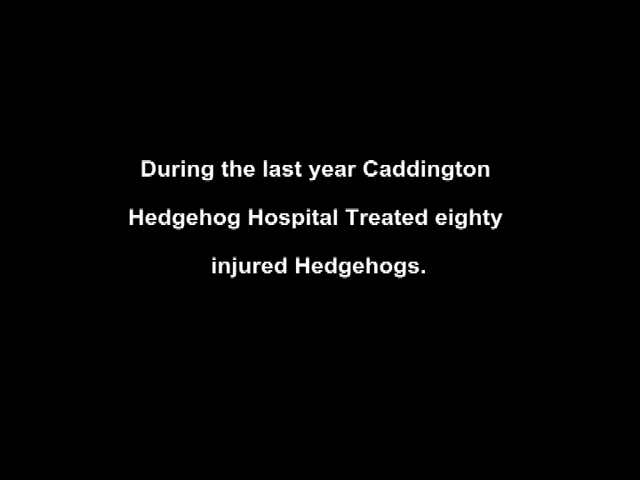 During the last year Caddington
Hedgehog Hospital Treated eighty
injured Hedgehogs.